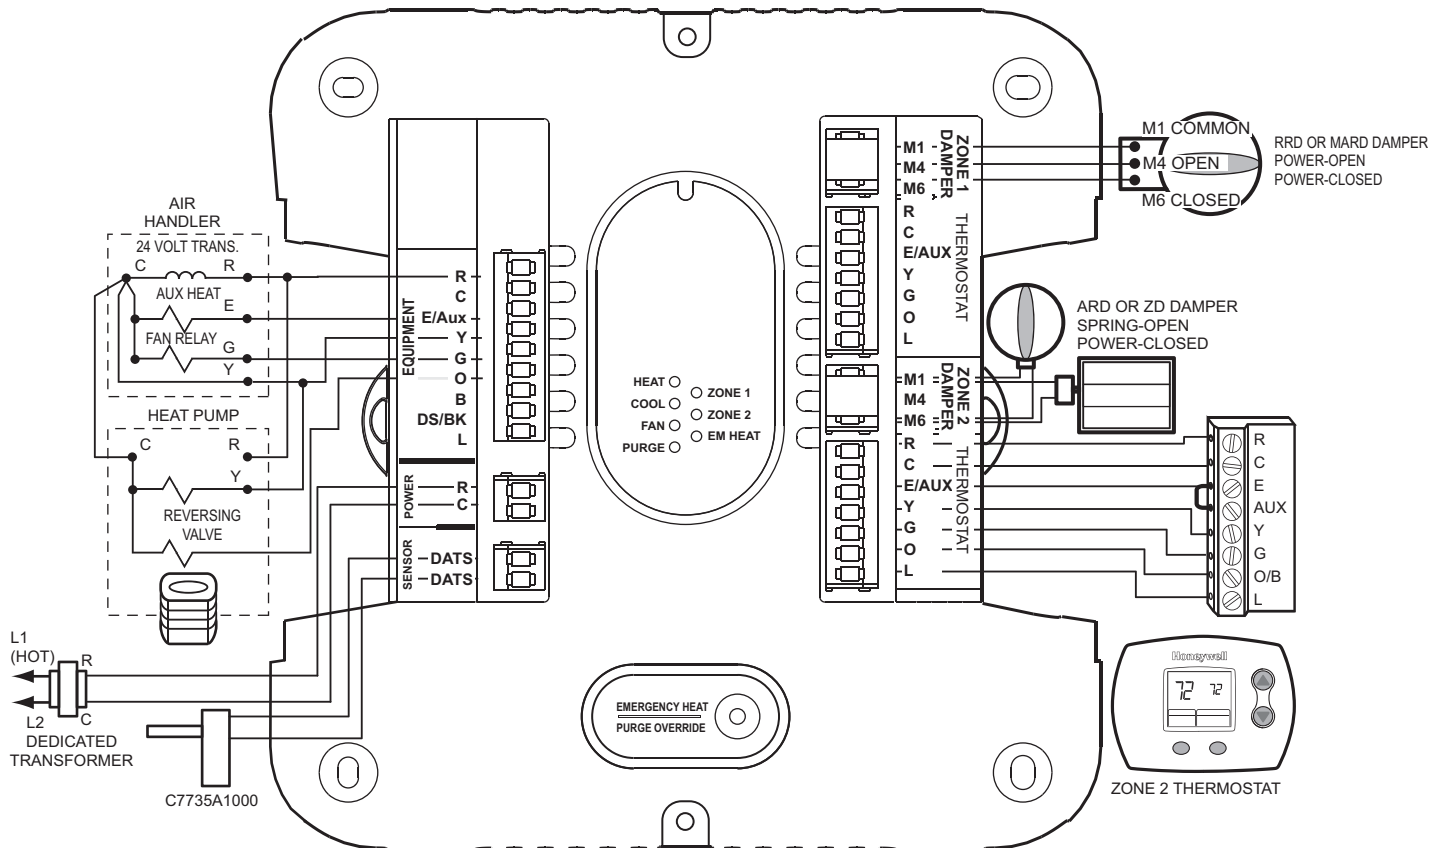 AIR
HANDLER
24 VOLT TRANS.
C
R
AUX HEAT
E
FAN RELAY
G
Y
HEAT PUMP
C
R
Y
REVERSING
VALVE
L1
(HOT)
R
L2
C
DEDICATED
TRANSFORMER
C7735A1000
EQUIPMENT
R
C
E/Aux
Y
G
O
B
DS/BK
L
POWER
R
C
SENSOR
DATS
DATS
HEAT
COOL
FAN
PURGE
ZONE 1
ZONE 2
EM HEAT
EMERGENCY HEAT
PURGE OVERRIDE
M1
M4
M6
ZONE 1
DAMPER
R
C
E/AUX
Y
G
O
L
THERMOSTAT
M1
M4
M6
ZONE 2
DAMPER
R
C
E/AUX
Y
G
O
L
THERMOSTAT
M1 COMMON
M4 OPEN
M6 CLOSED
RRD OR MARD DAMPER
POWER-OPEN
POWER-CLOSED
ARD OR ZD DAMPER
SPRING-OPEN
POWER-CLOSED
R
C
E
AUX
Y
G
O/B
L
Honeywell
72 72
ZONE 2 THERMOSTAT